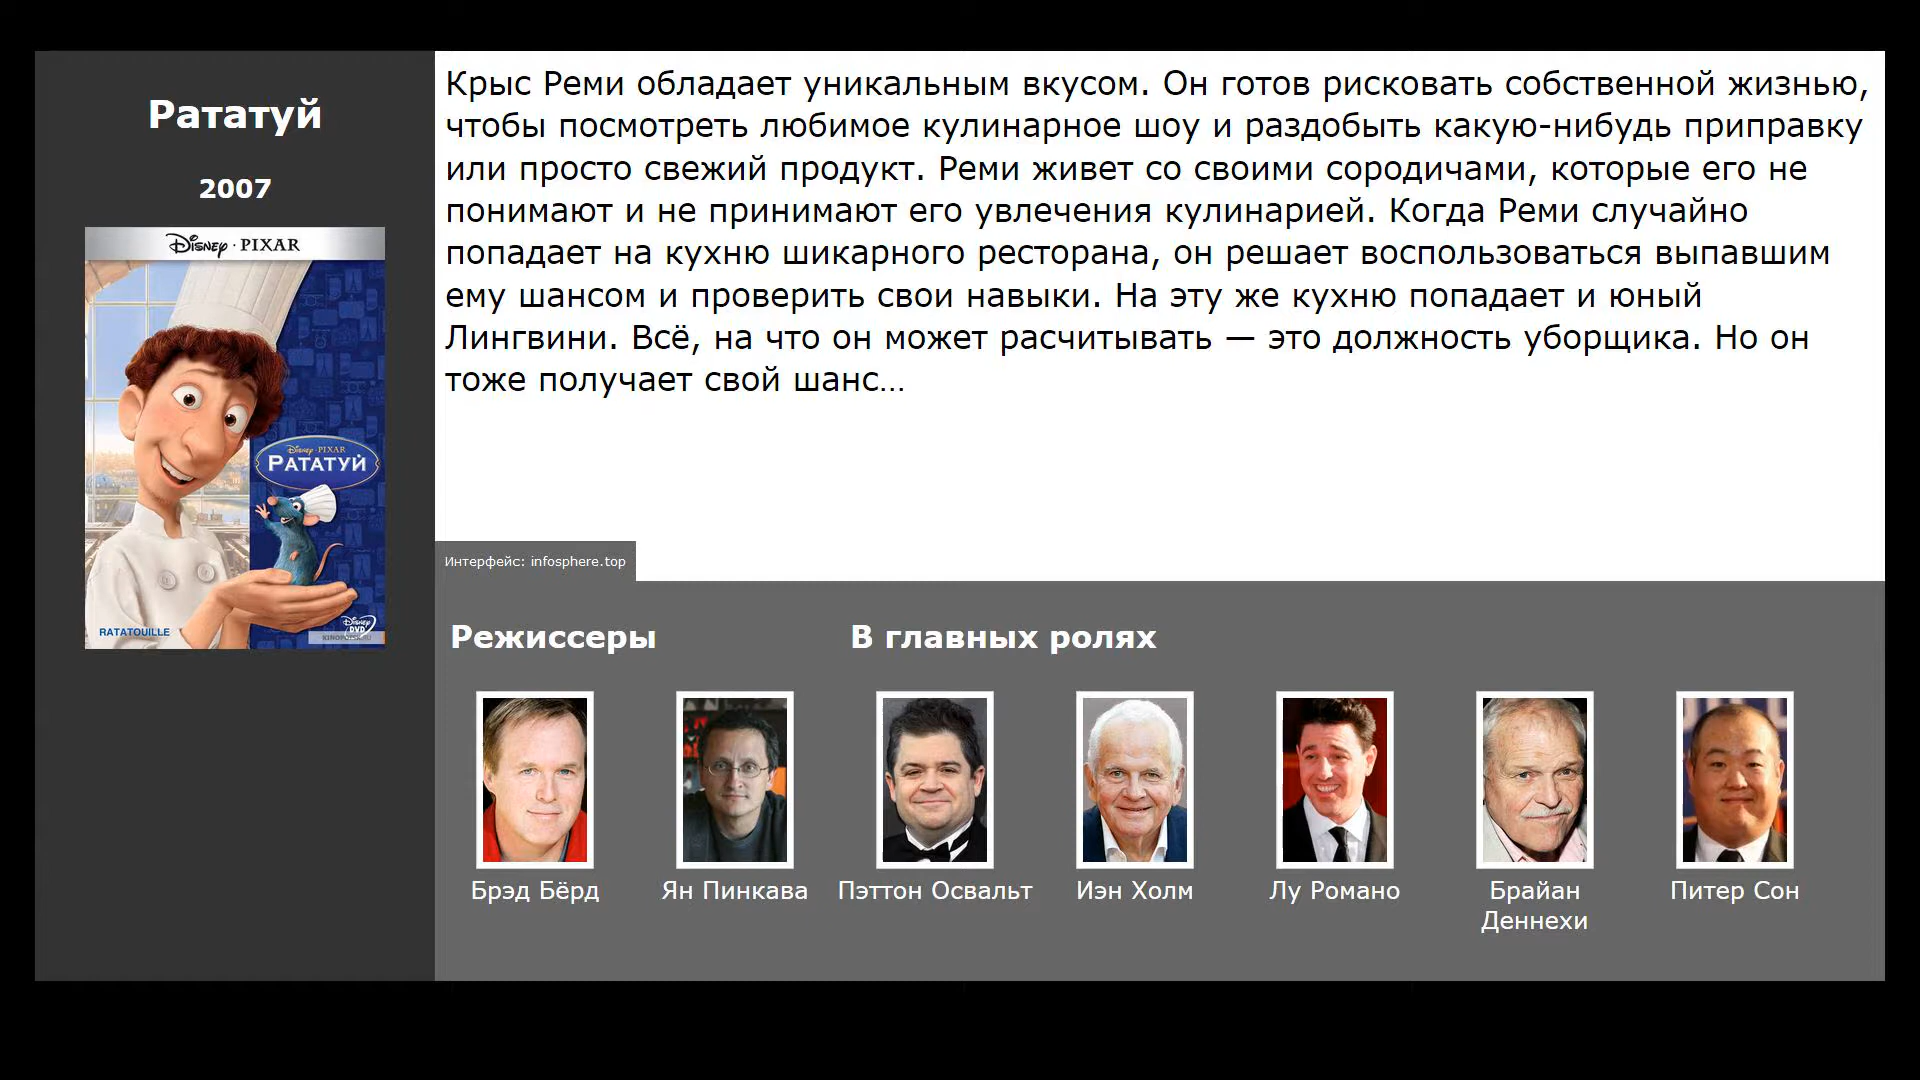 Рататуй
2007
Disney · PIXAR
Disney · PIXAR
РАТАТУЙ
RATATOUILLE
Disney
DVD
KINOPOISK.RU
Крыс Реми обладает уникальным вкусом. Он готов рисковать собственной жизнью,
чтобы посмотреть любимое кулинарное шоу и раздобыть какую-нибудь приправку
или просто свежий продукт. Реми живет со своими сородичами, которые его не
понимают и не принимают его увлечения кулинарией. Когда Реми случайно
попадает на кухню шикарного ресторана, он решает воспользоваться выпавшим
ему шансом и проверить свои навыки. На эту же кухню попадает и юный
Лингвини. Всё, на что он может расчитывать — это должность уборщика. Но он
тоже получает свой шанс…
Интерфейс: infosphere.top
Режиссеры
В главных ролях
Брэд Бёрд
Ян Пинкава
Пэттон Освальт
Иэн Холм
Лу Романо
Брайан
Деннехи
Питер Сон